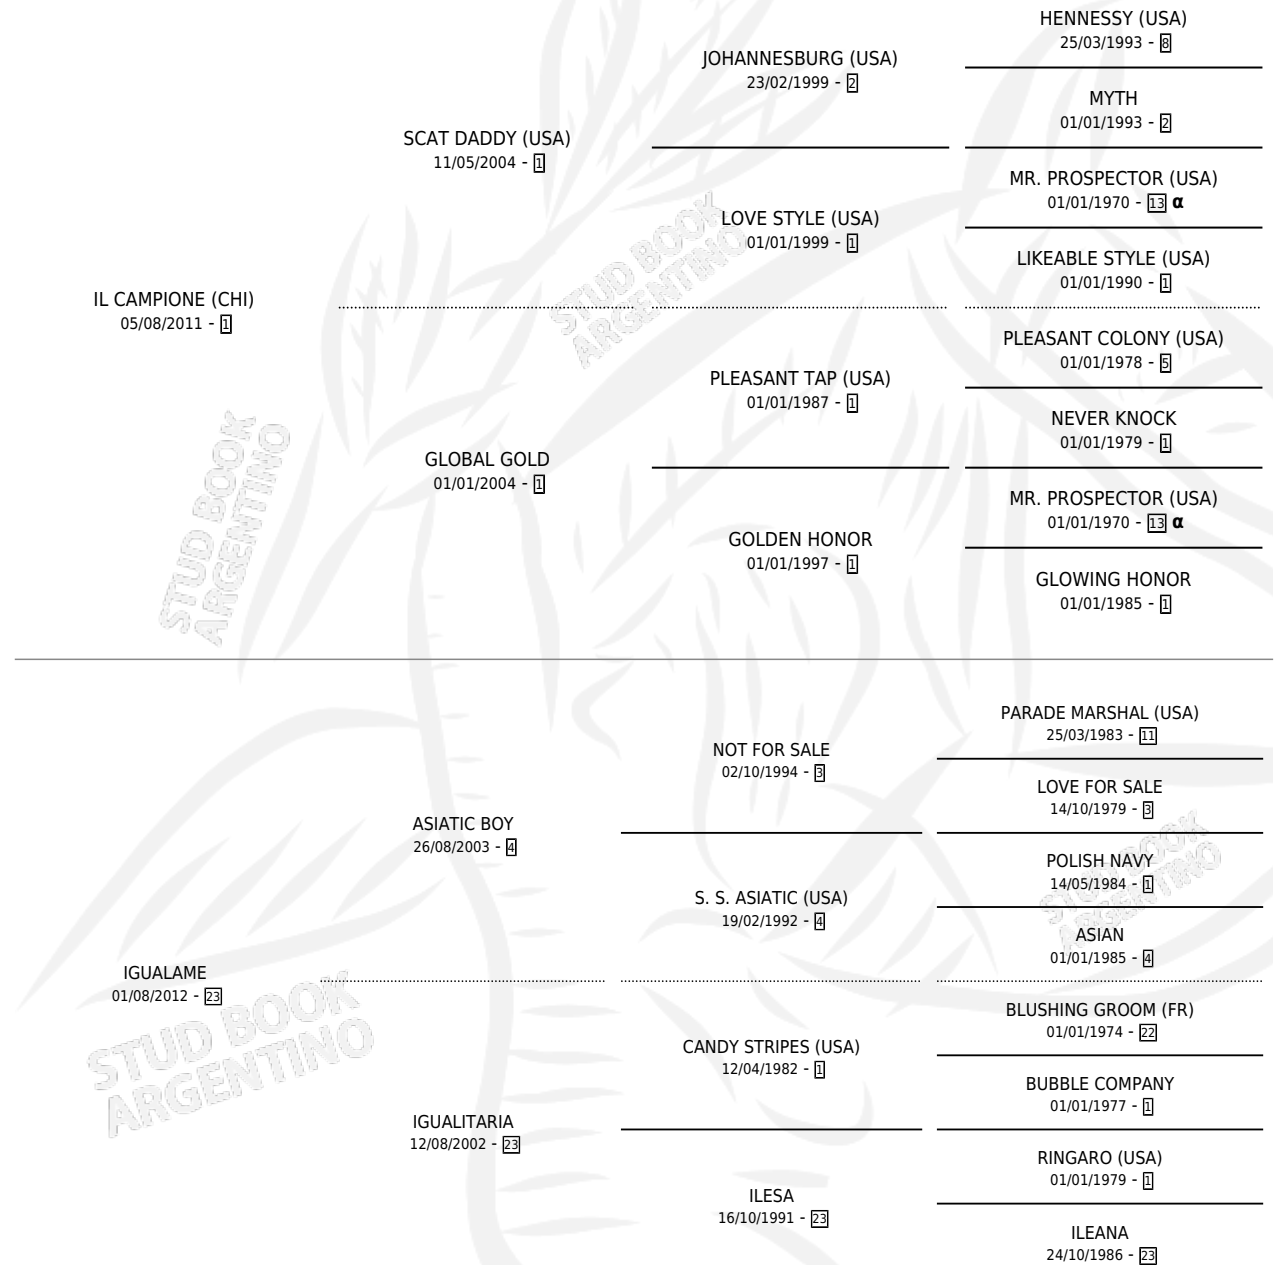 HENNESSY (USA)
25/03/1993 - 8
JOHANNESBURG (USA)
23/02/1999 - 2
MYTH
01/01/1993 - 2
SCAT DADDY (USA)
11/05/2004 - 1
MR. PROSPECTOR (USA)
01/01/1970 - 13 α
LOVE STYLE (USA)
01/01/1999 - 1
LIKEABLE STYLE (USA)
01/01/1990 - 1
IL CAMPIONE (CHI)
05/08/2011 - 1
PLEASANT COLONY (USA)
01/01/1978 - 5
PLEASANT TAP (USA)
01/01/1987 - 1
NEVER KNOCK
01/01/1979 - 1
GLOBAL GOLD
01/01/2004 - 1
MR. PROSPECTOR (USA)
01/01/1970 - 13 α
GOLDEN HONOR
01/01/1997 - 1
GLOWING HONOR
01/01/1985 - 1
PARADE MARSHAL (USA)
25/03/1983 - 11
NOT FOR SALE
02/10/1994 - 3
LOVE FOR SALE
14/10/1979 - 3
ASIATIC BOY
26/08/2003 - 4
POLISH NAVY
14/05/1984 - 1
S. S. ASIATIC (USA)
19/02/1992 - 4
ASIAN
01/01/1985 - 4
IGUALAME
01/08/2012 - 23
BLUSHING GROOM (FR)
01/01/1974 - 22
CANDY STRIPES (USA)
12/04/1982 - 1
BUBBLE COMPANY
01/01/1977 - 1
IGUALITARIA
12/08/2002 - 23
RINGARO (USA)
01/01/1979 - 1
ILESA
16/10/1991 - 23
ILEANA
24/10/1986 - 23
STUD BOOK
ARGENTINO
STUD BOOK
ARGENTINO
STUD BOOK
ARGENTINO
STUD BOOK
ARGENTINO